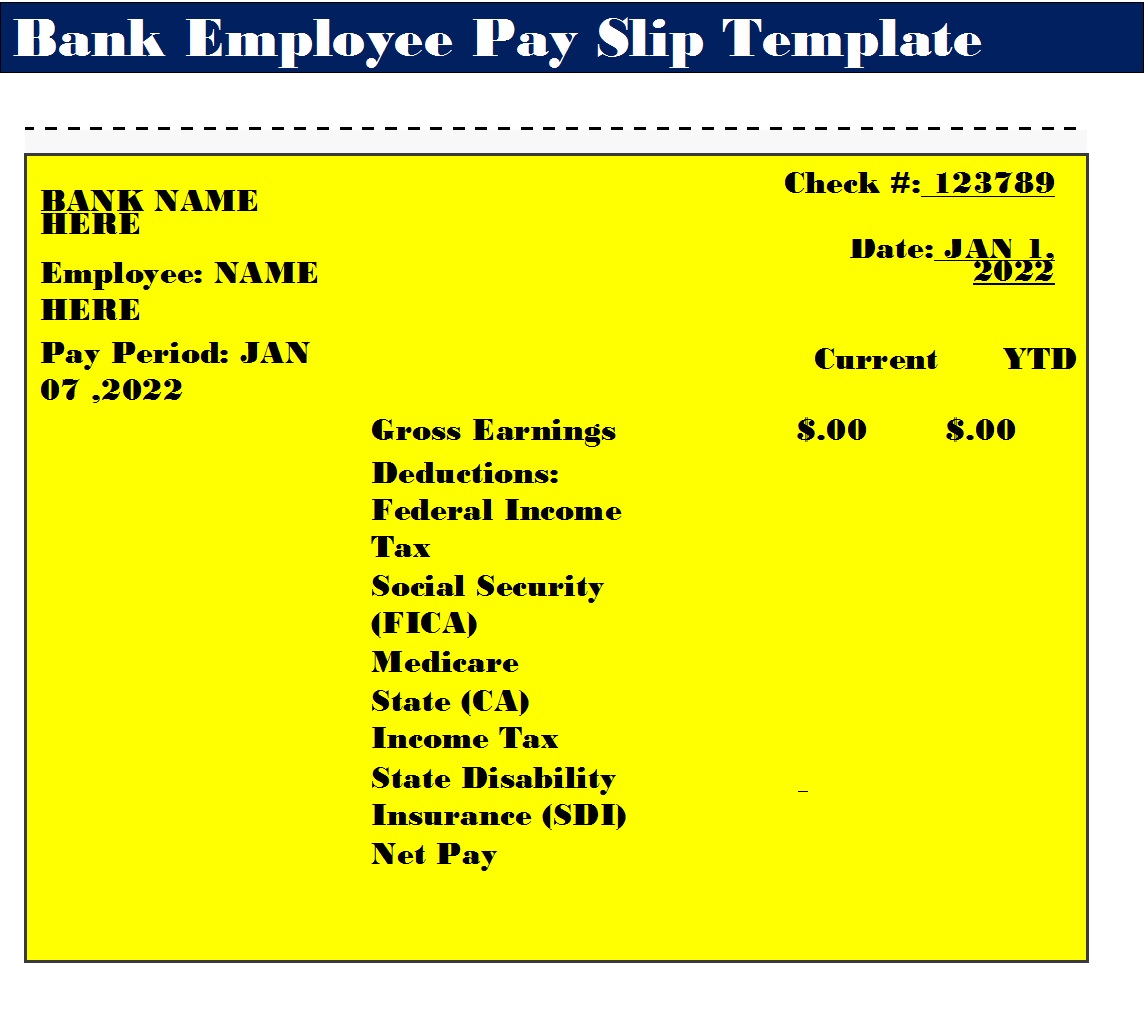 Bank Employee Pay Slip Template
Check #: 123789
BANK NAME
HERE
Date: JAN 1,
2022
Employee: NAME
HERE
Pay Period: JAN
07 ,2022
Current YTD
Gross Earnings $.00 $.00
Deductions:
Federal Income
Tax
Social Security
(FICA)
Medicare
State (CA)
Income Tax
State Disability
Insurance (SDI)
Net Pay